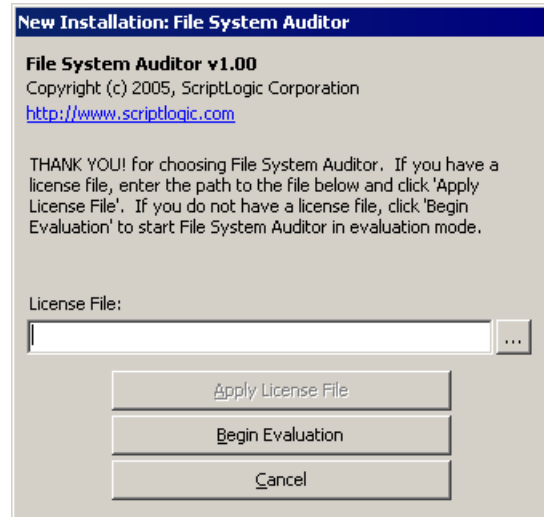 New Installation: File System Auditor
File System Auditor v1.00
Copyright (c) 2005, ScriptLogic Corporation
http://www.scriptlogic.com
THANK YOU! for choosing File System Auditor.  If you have a
license file, enter the path to the file below and click 'Apply
License File'.  If you do not have a license file, click 'Begin
Evaluation' to start File System Auditor in evaluation mode.
License File:
...
Apply License File
Begin Evaluation
Cancel